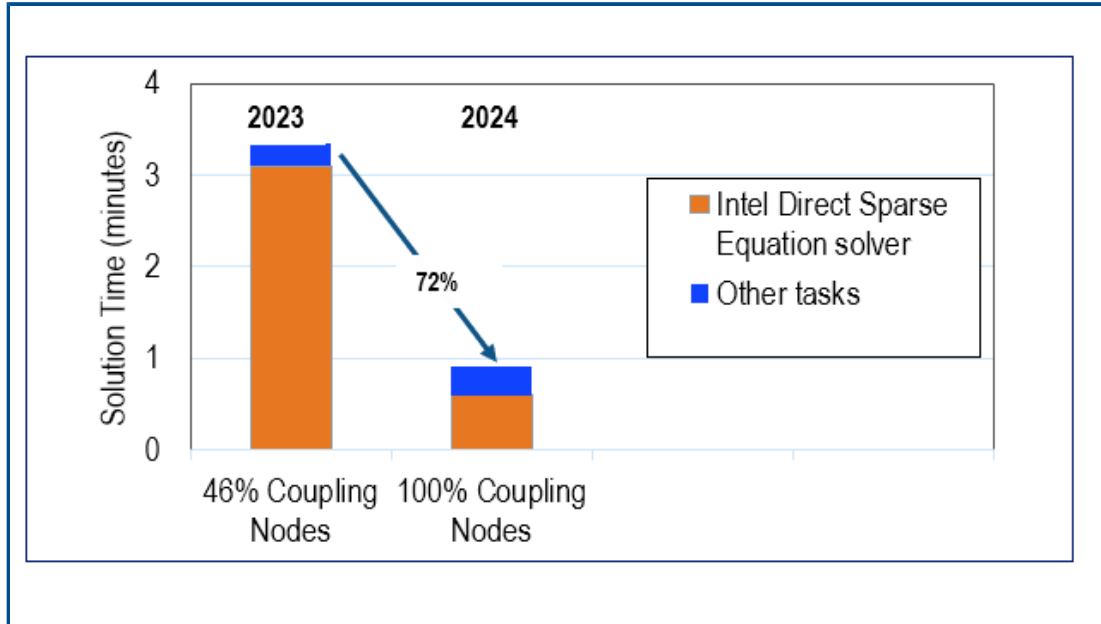 4
3
2
1
0
Solution Time (minutes)
2023
2024
72%
Intel Direct Sparse
Equation solver
Other tasks
46% Coupling
Nodes
100% Coupling
Nodes